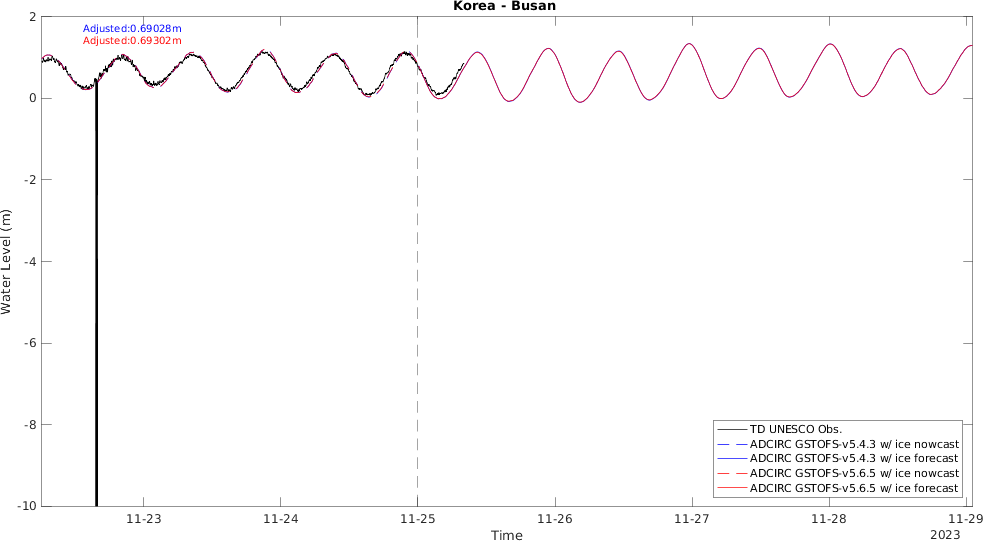 Korea - Busan
Adjusted:0.69028m
Adjusted:0.69302m
2
0
-2
-4
-6
-8
-10
Water Level (m)
TD UNESCO Obs.
ADCIRC GSTOFS-v5.4.3 w/ ice nowcast
ADCIRC GSTOFS-v5.4.3 w/ ice forecast
ADCIRC GSTOFS-v5.6.5 w/ ice nowcast
ADCIRC GSTOFS-v5.6.5 w/ ice forecast
11-23 11-24 11-25 11-26 11-27 11-28 11-29
Time
2023